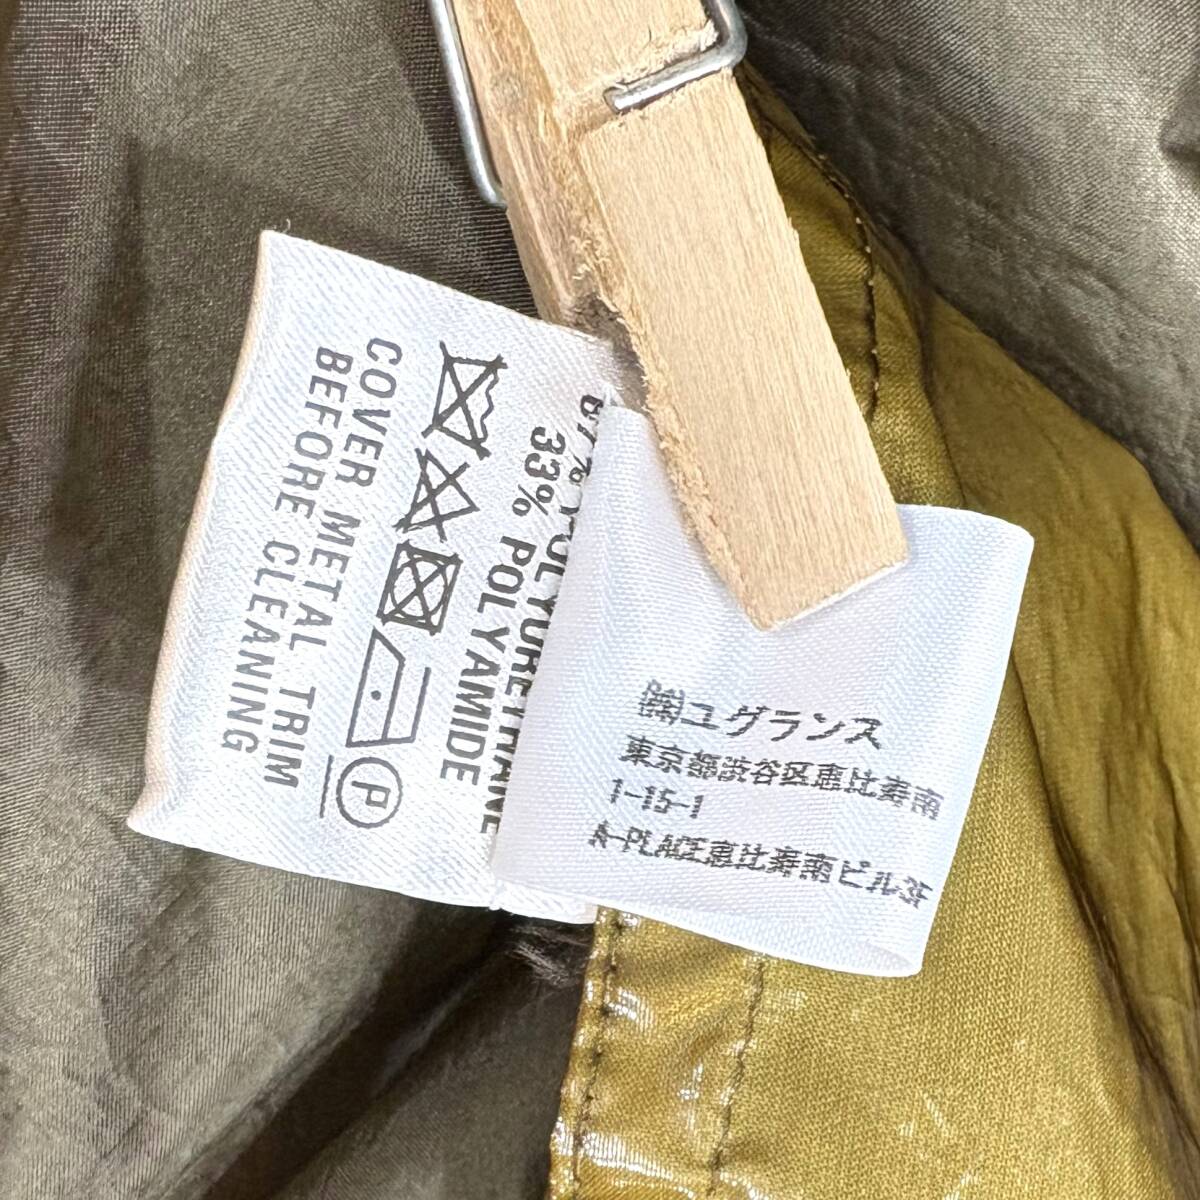 67% POLYURETHANE
33% POLYAMIDE
P
COVER METAL TRIM
BEFORE CLEANING
㈱ユグランス
東京都渋谷区恵比寿南
1-15-1
A-PLACE恵比寿南ビル3F